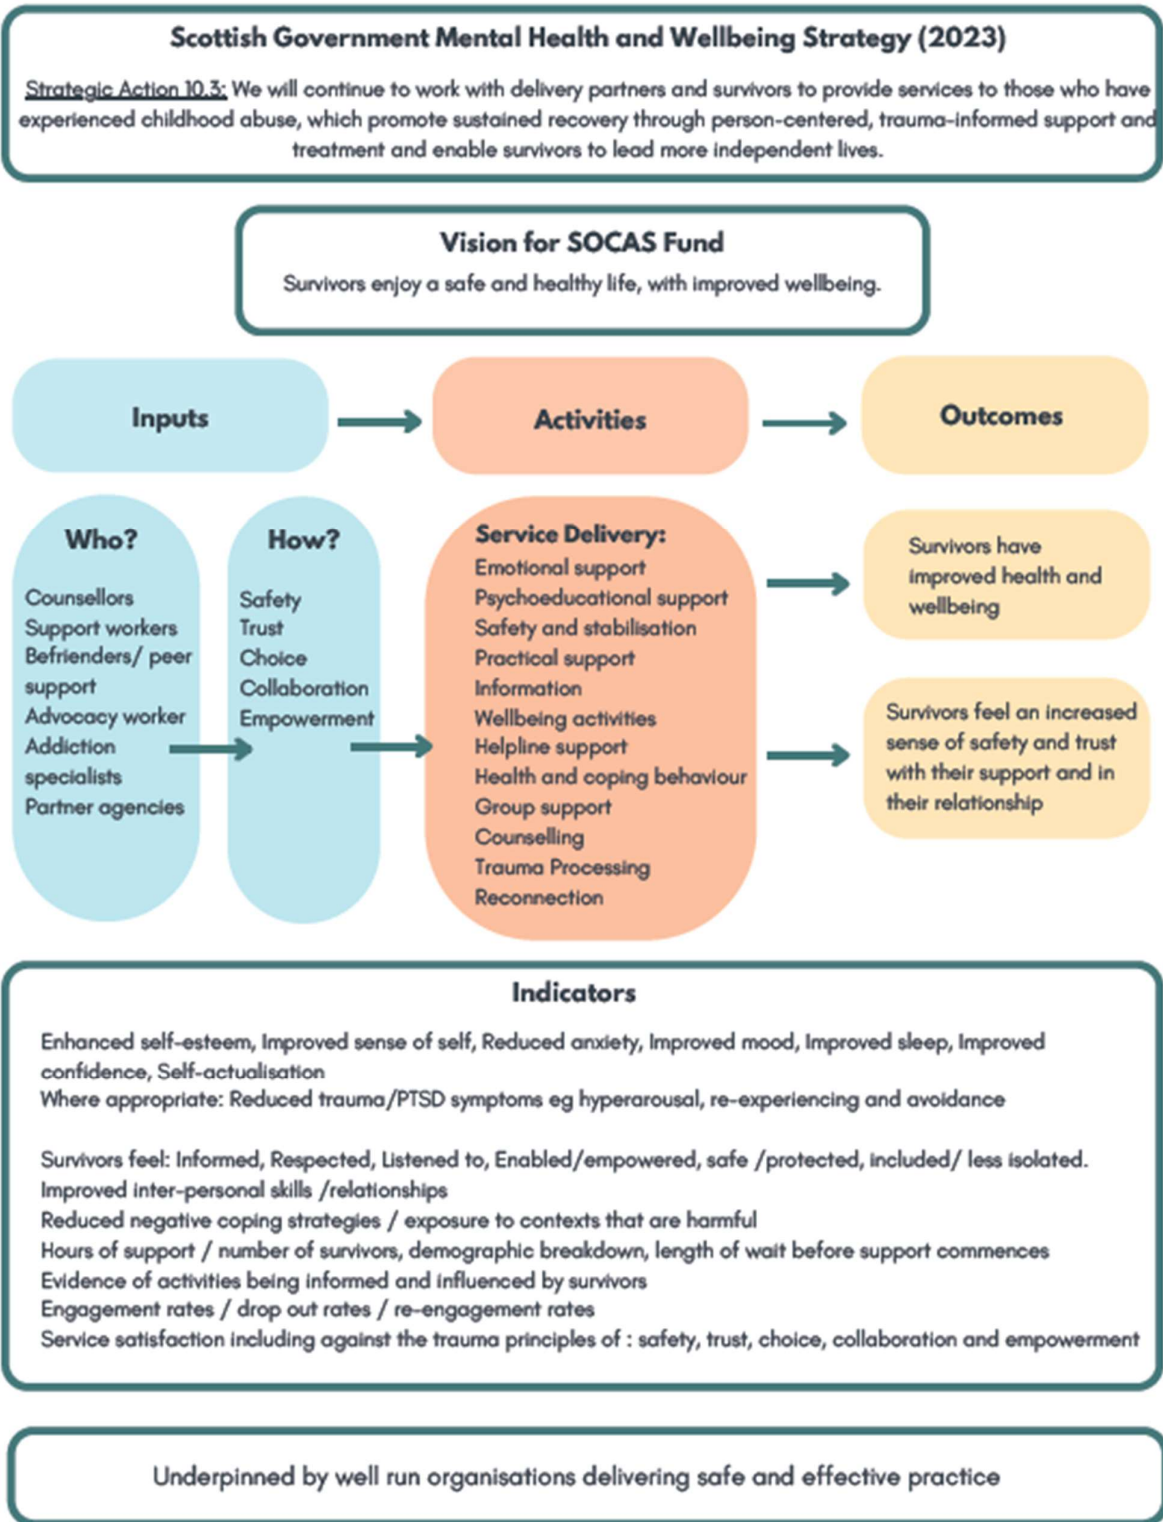 Scottish Government Mental Health and Wellbeing Strategy (2023)
Strategic Action 10.3: We will continue to work with delivery partners and survivors to provide services to those who have
experienced childhood abuse, which promote sustained recovery through person-centered, trauma-informed support and
treatment and enable survivors to lead more independent lives.
Vision for SOCAS Fund
Survivors enjoy a safe and healthy life, with improved wellbeing.
Inputs
Activities
Outcomes
Who?
Counsellors
Support workers
Befrienders/ peer
support
Advocacy worker
Addiction
specialists
Partner agencies
How?
Safety
Trust
Choice
Collaboration
Empowerment
Service Delivery:
Emotional support
Psychoeducational support
Safety and stabilisation
Practical support
Information
Wellbeing activities
Helpline support
Health and coping behaviour
Group support
Counselling
Trauma Processing
Reconnection
Survivors have
improved health and
wellbeing
Survivors feel an increased
sense of safety and trust
with their support and in
their relationship
Indicators
Enhanced self-esteem, Improved sense of self, Reduced anxiety, Improved mood, Improved sleep, Improved
confidence, Self-actualisation
Where appropriate: Reduced trauma/PTSD symptoms eg hyperarousal, re-experiencing and avoidance
Survivors feel: Informed, Respected, Listened to, Enabled/empowered, safe /protected, included/ less isolated.
Improved inter-personal skills /relationships
Reduced negative coping strategies / exposure to contexts that are harmful
Hours of support / number of survivors, demographic breakdown, length of wait before support commences
Evidence of activities being informed and influenced by survivors
Engagement rates / drop out rates / re-engagement rates
Service satisfaction including against the trauma principles of : safety, trust, choice, collaboration and empowerment
Underpinned by well run organisations delivering safe and effective practice